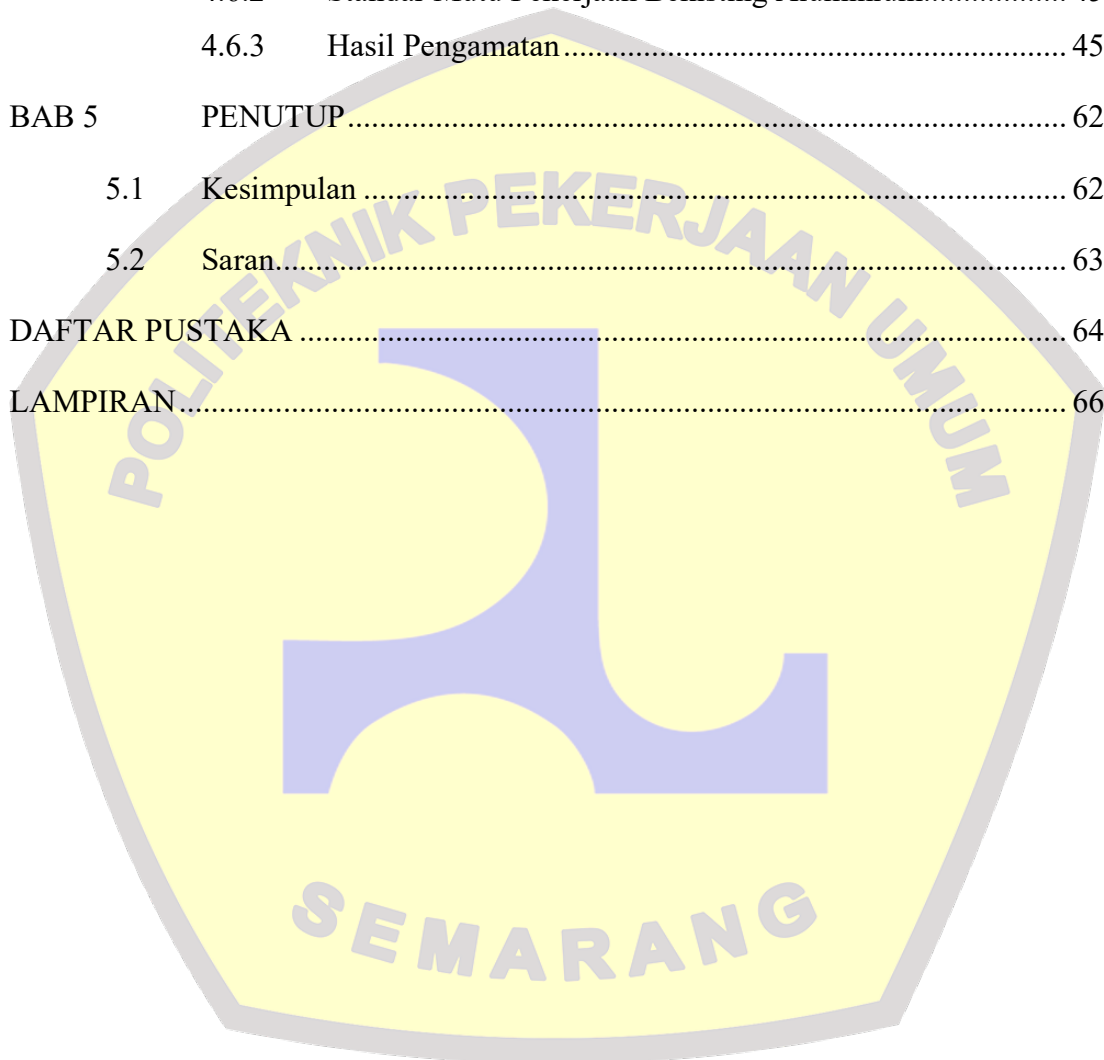 4.6.3 Hasil Pengamatan ........................................................................ 45
BAB 5 PENUTUP ........................................................................................................ 62
5.1 Kesimpulan ...................................................................................................... 62
5.2 Saran ................................................................................................................... 63
DAFTAR PUSTAKA ............................................................................................................... 64
LAMPIRAN ................................................................................................................................ 66
POLITEKNIK PEKERJAAN UMUM
SEMARANG